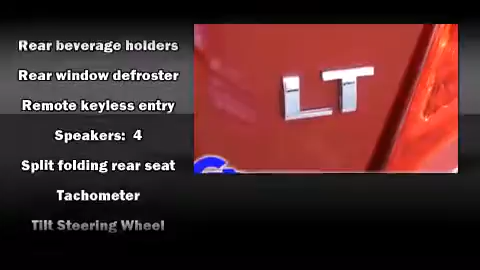 Rear beverage holders
Rear window defroster
Remote keyless entry
Speakers: 4
Split folding rear seat
Tachometer
Tilt Steering Wheel
LT